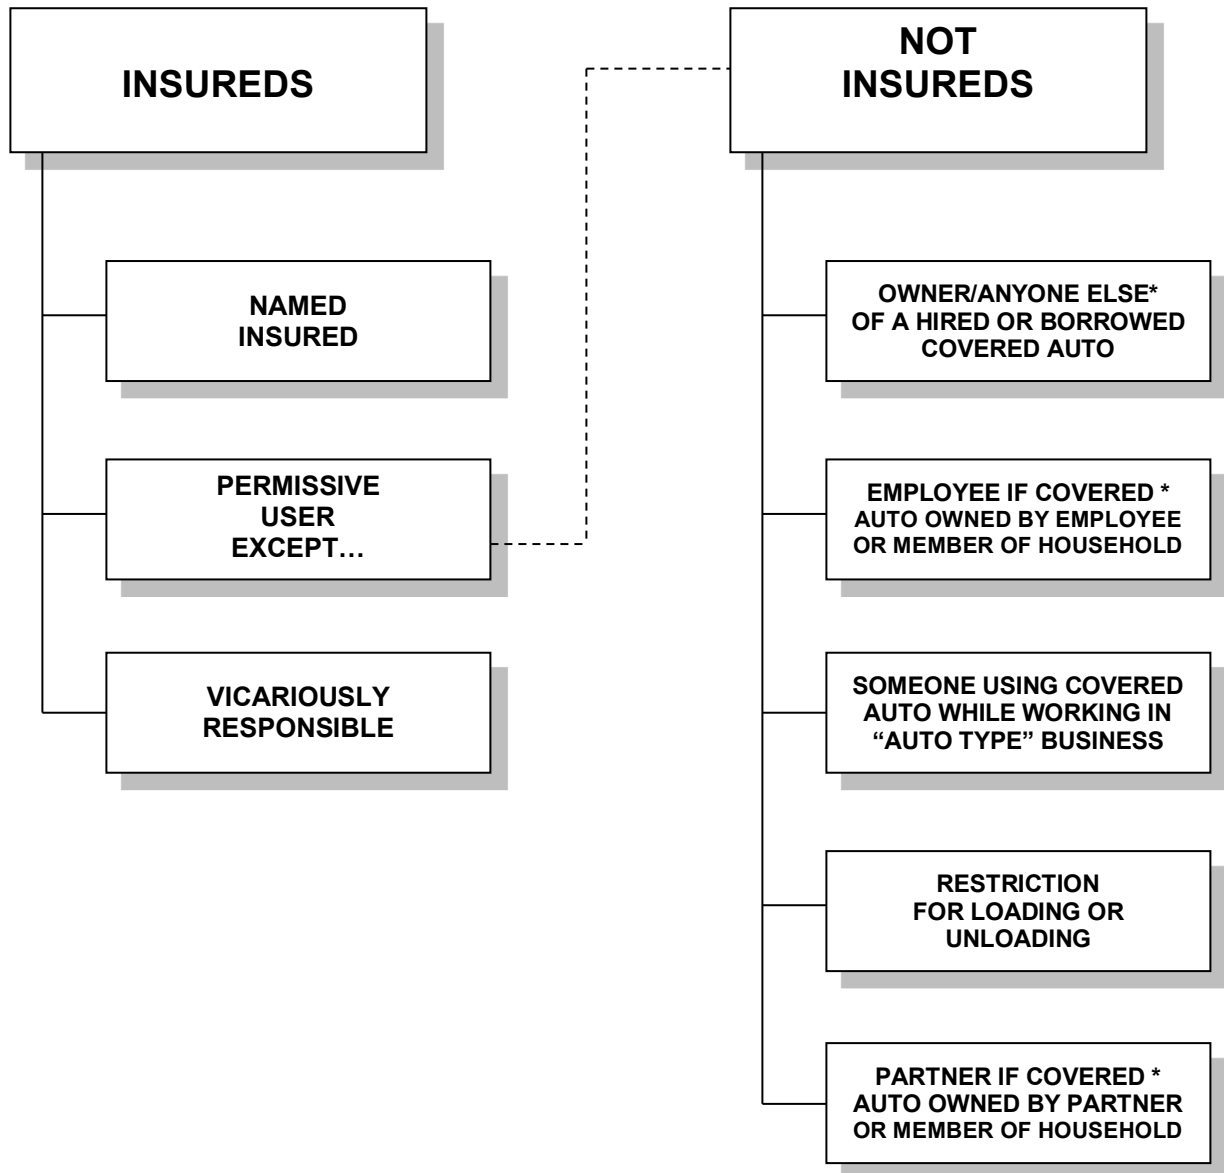 INSUREDS
NOT
INSUREDS
NAMED
INSURED
PERMISSIVE
USER
EXCEPT…
VICARIOUSLY
RESPONSIBLE
OWNER/ANYONE ELSE*
OF A HIRED OR BORROWED
COVERED AUTO
EMPLOYEE IF COVERED *
AUTO OWNED BY EMPLOYEE
OR MEMBER OF HOUSEHOLD
SOMEONE USING COVERED
AUTO WHILE WORKING IN
“AUTO TYPE” BUSINESS
RESTRICTION
FOR LOADING OR
UNLOADING
PARTNER IF COVERED *
AUTO OWNED BY PARTNER
OR MEMBER OF HOUSEHOLD